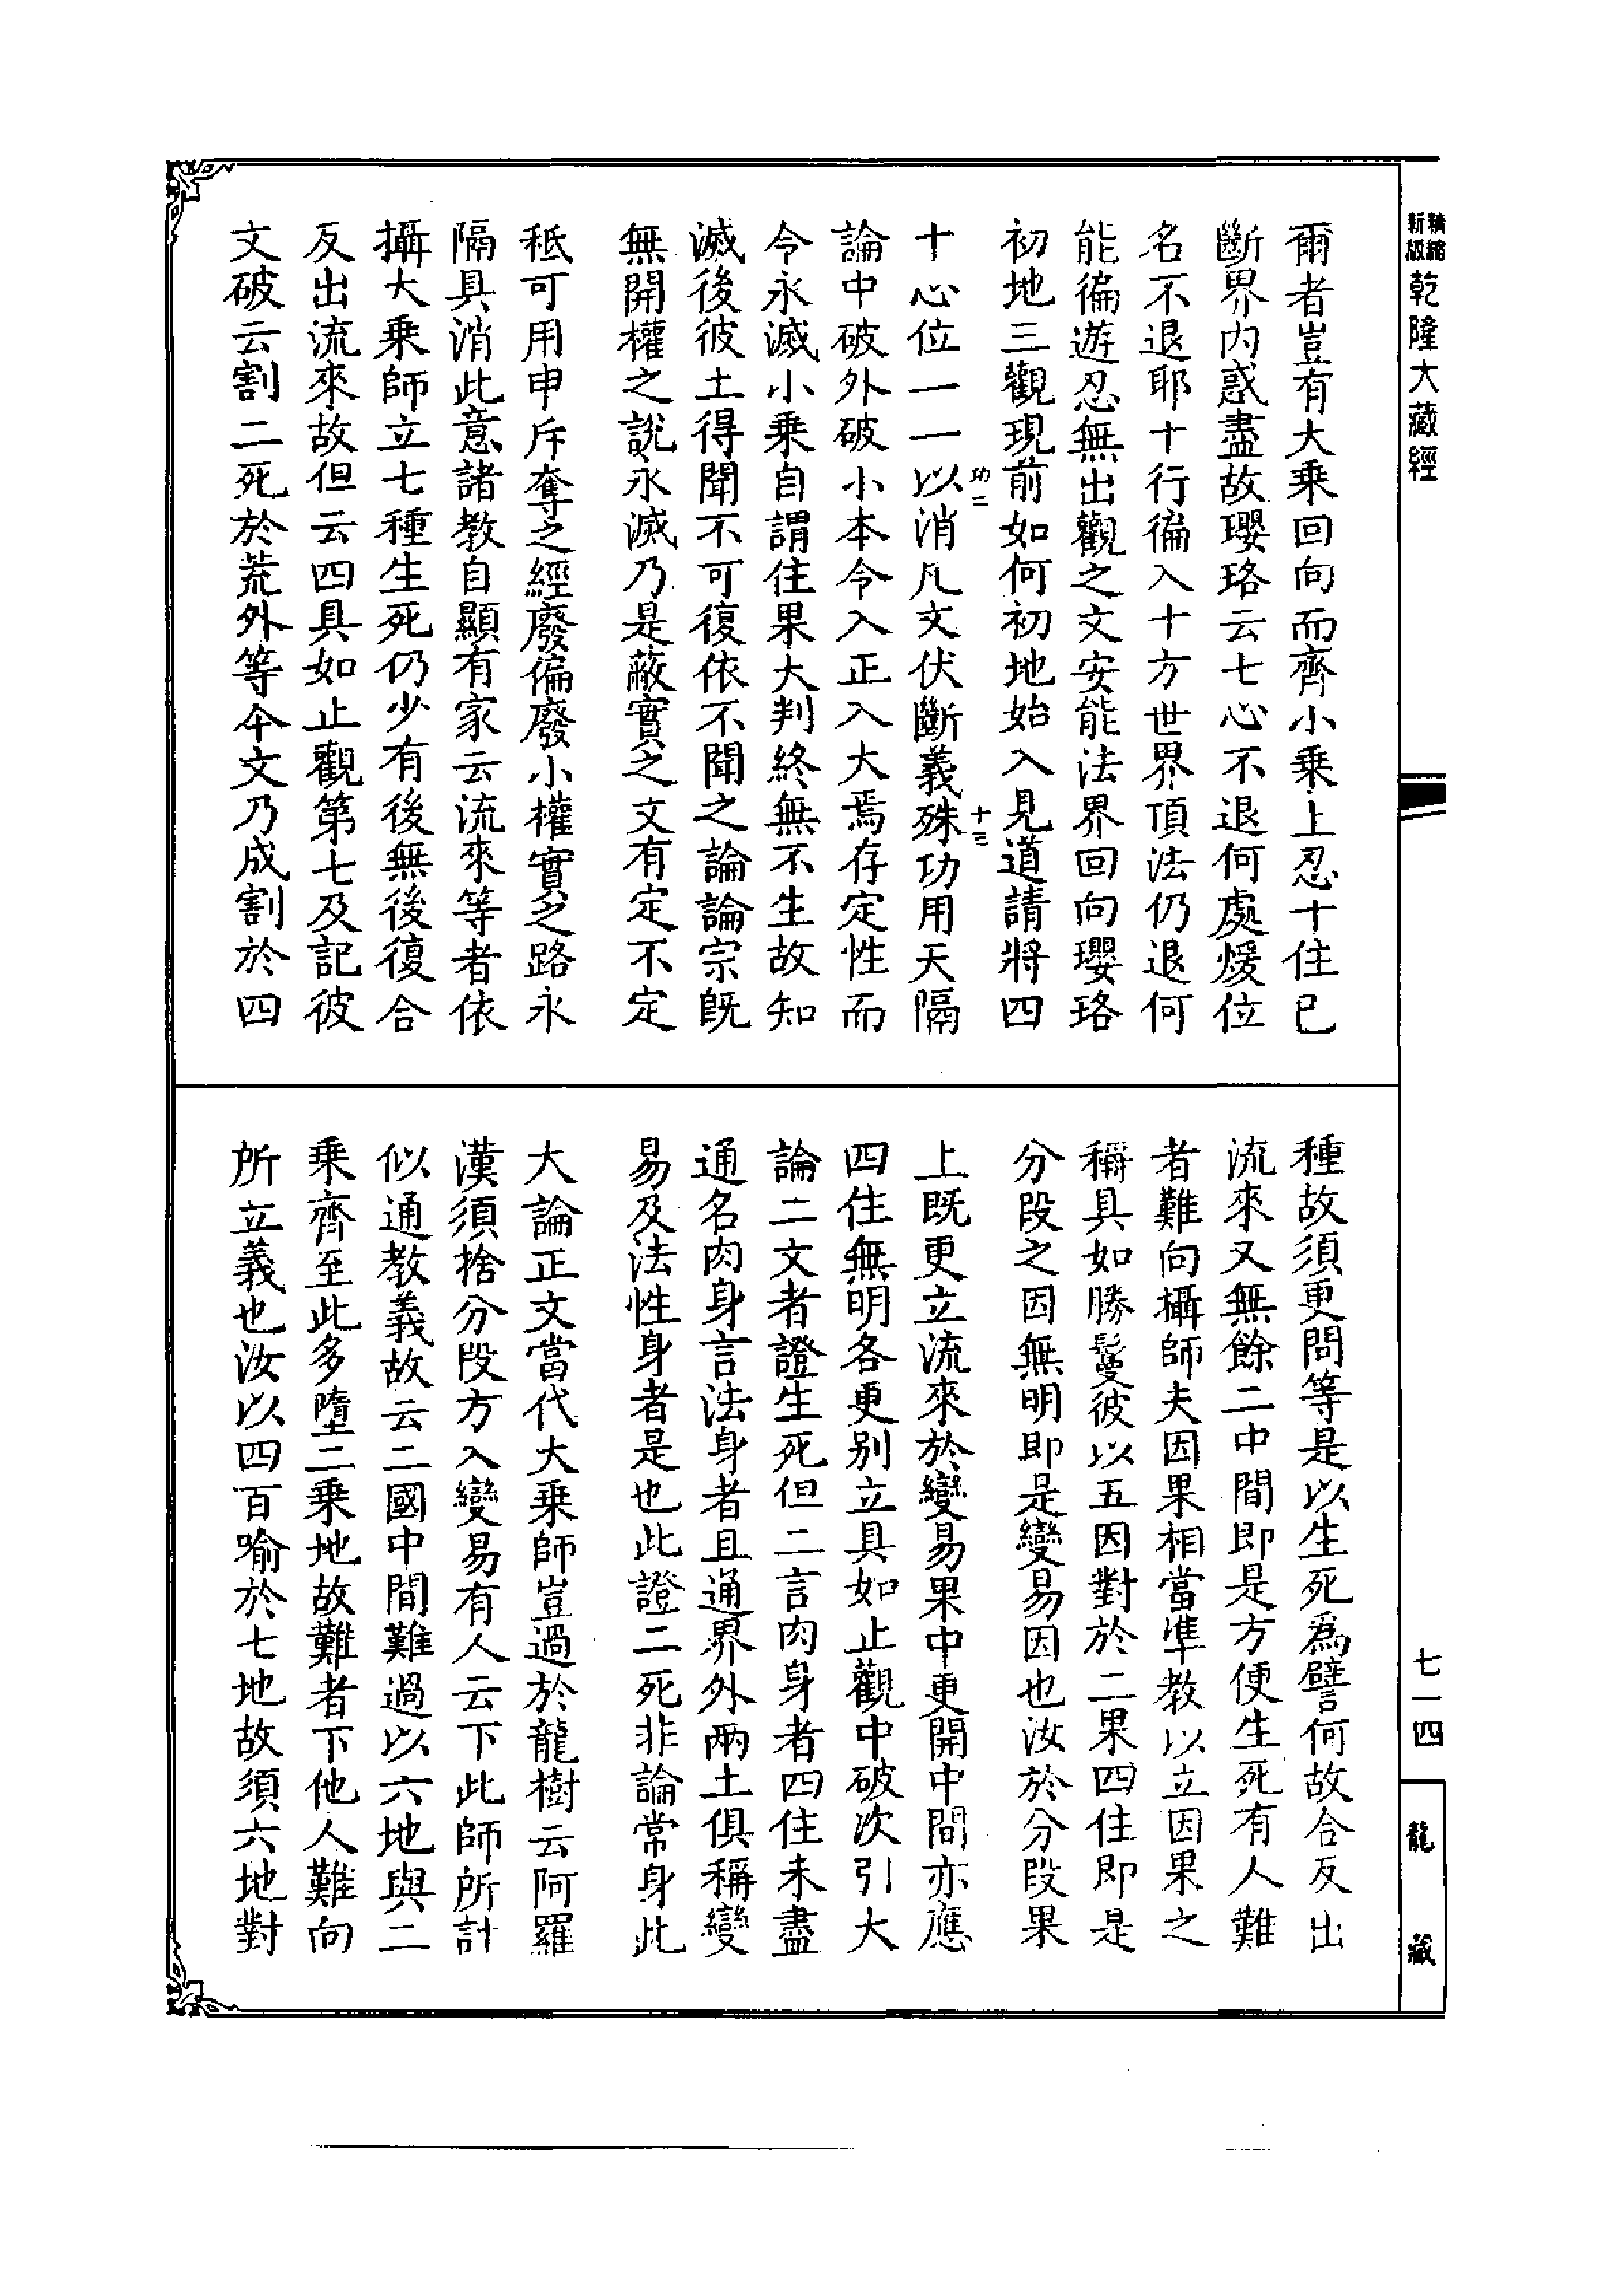 精縮
新版
乾隆大藏經
爾者豈有大乘回向而齊小乘上忍十住已
斷界內惑盡故瓔珞云七心不退何處煖位
名不退耶十行徧入十方世界頂法仍退何
能徧遊忍無出觀之文安能法界回向瓔珞
初地三觀現前如何初地始入見道請將四
功二
十三
十心位一一以消凡文伏斷義殊功用天隔
論中破外破小本令入正入大焉存定性而
令永滅小乘自謂住果大判終無不生故知
滅後彼土得聞不可復依不聞之論論宗既
無開權之說永滅乃是蔽實之文有定不定
秖可用申斥奪之經廢偏廢小權實之路永
隔具消此意諸教自顯有家云流來等者依
攝大乘師立七種生死仍少有後無後復合
反出流來故但云四具如止觀第七及記彼
文破云割二死於荒外等今文乃成割於四
種故須更問等是以生死爲譬何故合反出
流來又無餘二中間即是方便生死有人難
者難向攝師夫因果相當準教以立因果之
稱具如勝鬘彼以五因對於二果四住即是
分段之因無明即是變易因也汝於分段果
上既更立流來於變易果中更開中間亦應
四住無明各更別立具如止觀中破次引大
論二文者證生死但二言肉身者四住未盡
通名肉身言法身者且通界外兩土俱稱變
易及法性身者是也此證二死非論常身此
大論正文當代大乘師豈過於龍樹云阿羅
漢須捨分段方入變易有人云下此師所計
似通教義故云二國中間難過以六地與二
乘齊至此多墮二乘地故難者下他人難向
所立義也汝以四百喻於七地故須六地對
七一四
龍
藏